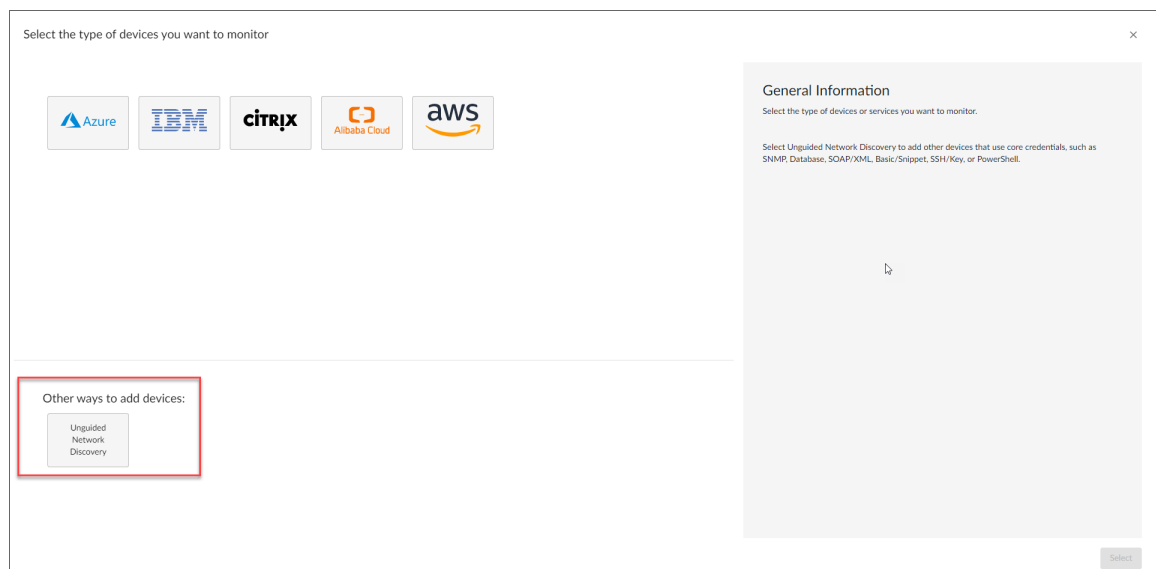 Select the type of devices you want to monitor
Azure
IBM
CİTRỊX
Alibaba Cloud
aws
General Information
Select the type of devices or services you want to monitor.
Select Unguided Network Discovery to add other devices that use core credentials, such as
SNMP, Database, SOAP/XML, Basic/Snippet, SSH/Key, or PowerShell.
Other ways to add devices:
Unguided
Network
Discovery
Select